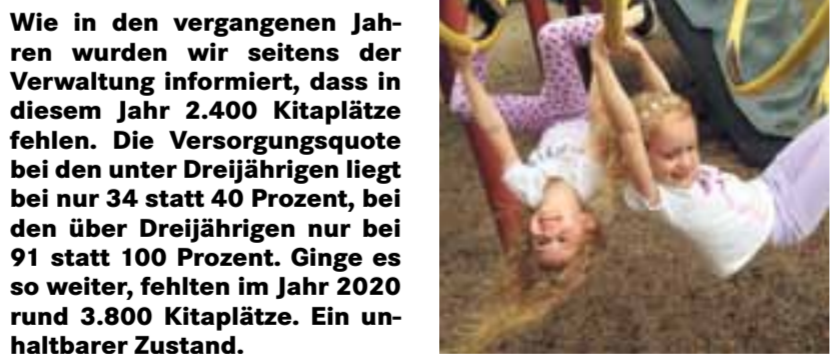 Wie in den vergangenen Jah-
ren wurden wir seitens der
Verwaltung informiert, dass in
diesem Jahr 2.400 Kitaplätze
fehlen. Die Versorgungsquote
bei den unter Dreijährigen liegt
bei nur 34 statt 40 Prozent, bei
den über Dreijährigen nur bei
91 statt 100 Prozent. Ginge es
so weiter, fehlten im Jahr 2020
rund 3.800 Kitaplätze. Ein un-
haltbarer Zustand.